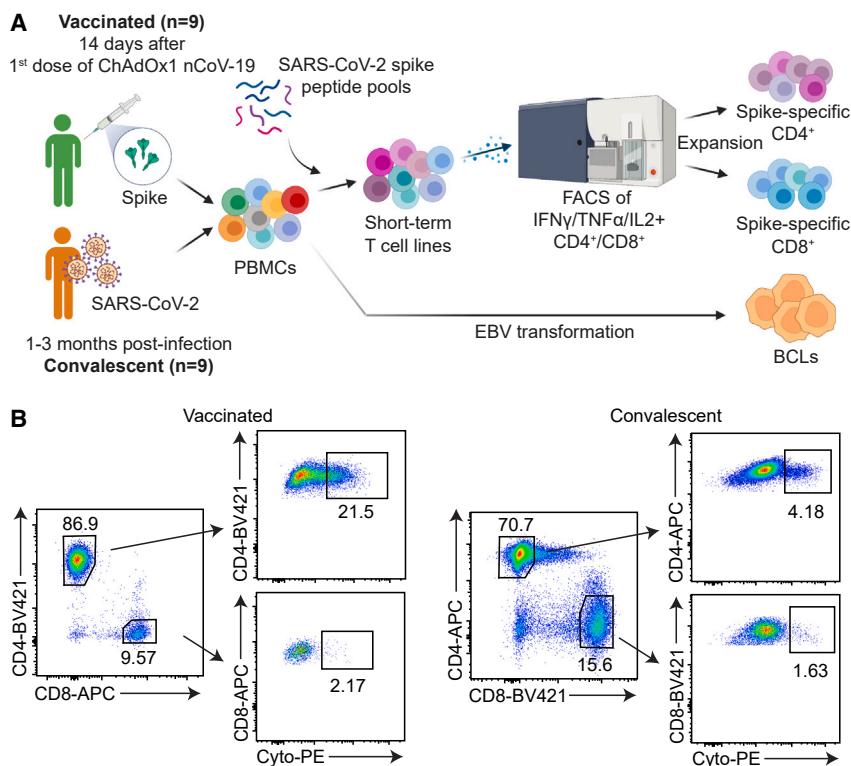 A
Vaccinated (n=9)
14 days after
1st dose of ChAdOx1 nCoV-19
SARS-CoV-2 spike
peptide pools
Spike
SARS-CoV-2
1-3 months post-infection
Convalescent (n=9)
PBMCs
Short-term
T cell lines
FACS of
IFNγ/TNFα/IL2+
CD4+/CD8+
Expansion
Spike-specific
CD4+
Spike-specific
CD8+
EBV transformation
BCLs
B
Vaccinated
86.9
9.57
CD4-BV421
CD8-APC
CD4-BV421
21.5
CD8-APC
2.17
Cyto-PE
Convalescent
70.7
15.6
CD4-APC
CD8-BV421
CD4-APC
4.18
CD8-BV421
1.63
Cyto-PE